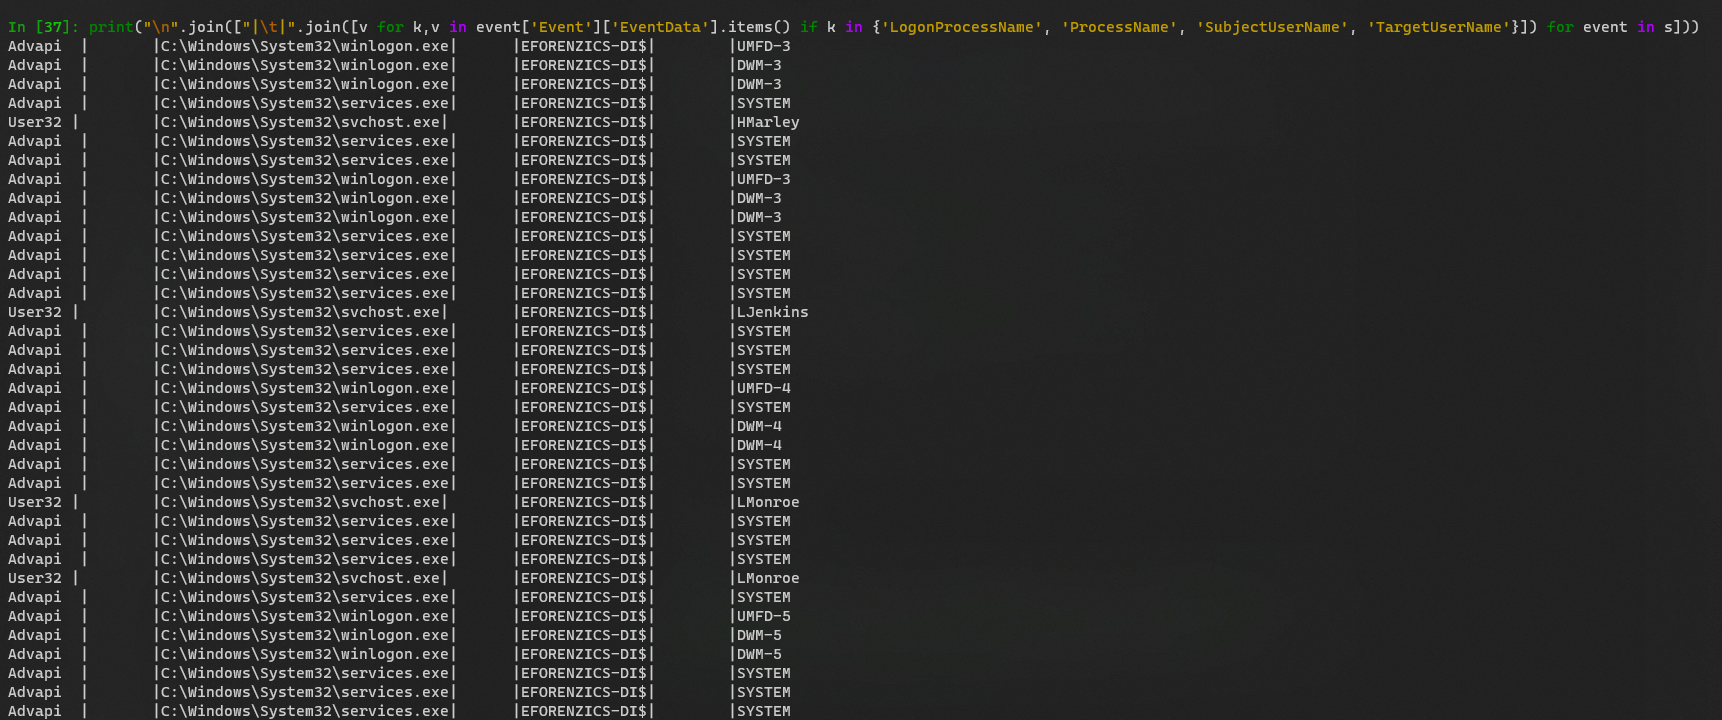 In [37]: print("\n".join(["|\t|".join([v for k,v in event['Event']['EventData'].items() if k in {'LogonProcessName', 'ProcessName', 'SubjectUserName', 'TargetUserName'}]) for event in s]))
Advapi  |        |C:\Windows\System32\winlogon.exe|      |EFORENZICS-DI$|        |UMFD-3
Advapi  |        |C:\Windows\System32\winlogon.exe|      |EFORENZICS-DI$|        |DWM-3
Advapi  |        |C:\Windows\System32\winlogon.exe|      |EFORENZICS-DI$|        |DWM-3
Advapi  |        |C:\Windows\System32\services.exe|      |EFORENZICS-DI$|        |SYSTEM
User32 |         |C:\Windows\System32\svchost.exe|       |EFORENZICS-DI$|        |HMarley
Advapi  |        |C:\Windows\System32\services.exe|      |EFORENZICS-DI$|        |SYSTEM
Advapi  |        |C:\Windows\System32\services.exe|      |EFORENZICS-DI$|        |SYSTEM
Advapi  |        |C:\Windows\System32\winlogon.exe|      |EFORENZICS-DI$|        |UMFD-3
Advapi  |        |C:\Windows\System32\winlogon.exe|      |EFORENZICS-DI$|        |DWM-3
Advapi  |        |C:\Windows\System32\winlogon.exe|      |EFORENZICS-DI$|        |DWM-3
Advapi  |        |C:\Windows\System32\services.exe|      |EFORENZICS-DI$|        |SYSTEM
Advapi  |        |C:\Windows\System32\services.exe|      |EFORENZICS-DI$|        |SYSTEM
Advapi  |        |C:\Windows\System32\services.exe|      |EFORENZICS-DI$|        |SYSTEM
Advapi  |        |C:\Windows\System32\services.exe|      |EFORENZICS-DI$|        |SYSTEM
User32 |         |C:\Windows\System32\svchost.exe|       |EFORENZICS-DI$|        |LJenkins
Advapi  |        |C:\Windows\System32\services.exe|      |EFORENZICS-DI$|        |SYSTEM
Advapi  |        |C:\Windows\System32\services.exe|      |EFORENZICS-DI$|        |SYSTEM
Advapi  |        |C:\Windows\System32\services.exe|      |EFORENZICS-DI$|        |SYSTEM
Advapi  |        |C:\Windows\System32\winlogon.exe|      |EFORENZICS-DI$|        |UMFD-4
Advapi  |        |C:\Windows\System32\services.exe|      |EFORENZICS-DI$|        |SYSTEM
Advapi  |        |C:\Windows\System32\winlogon.exe|      |EFORENZICS-DI$|        |DWM-4
Advapi  |        |C:\Windows\System32\winlogon.exe|      |EFORENZICS-DI$|        |DWM-4
Advapi  |        |C:\Windows\System32\services.exe|      |EFORENZICS-DI$|        |SYSTEM
Advapi  |        |C:\Windows\System32\services.exe|      |EFORENZICS-DI$|        |SYSTEM
User32 |         |C:\Windows\System32\svchost.exe|       |EFORENZICS-DI$|        |LMonroe
Advapi  |        |C:\Windows\System32\services.exe|      |EFORENZICS-DI$|        |SYSTEM
Advapi  |        |C:\Windows\System32\services.exe|      |EFORENZICS-DI$|        |SYSTEM
Advapi  |        |C:\Windows\System32\services.exe|      |EFORENZICS-DI$|        |SYSTEM
User32 |         |C:\Windows\System32\svchost.exe|       |EFORENZICS-DI$|        |LMonroe
Advapi  |        |C:\Windows\System32\services.exe|      |EFORENZICS-DI$|        |SYSTEM
Advapi  |        |C:\Windows\System32\winlogon.exe|      |EFORENZICS-DI$|        |UMFD-5
Advapi  |        |C:\Windows\System32\winlogon.exe|      |EFORENZICS-DI$|        |DWM-5
Advapi  |        |C:\Windows\System32\winlogon.exe|      |EFORENZICS-DI$|        |DWM-5
Advapi  |        |C:\Windows\System32\services.exe|      |EFORENZICS-DI$|        |SYSTEM
Advapi  |        |C:\Windows\System32\services.exe|      |EFORENZICS-DI$|        |SYSTEM
Advapi  |        |C:\Windows\System32\services.exe|      |EFORENZICS-DI$|        |SYSTEM